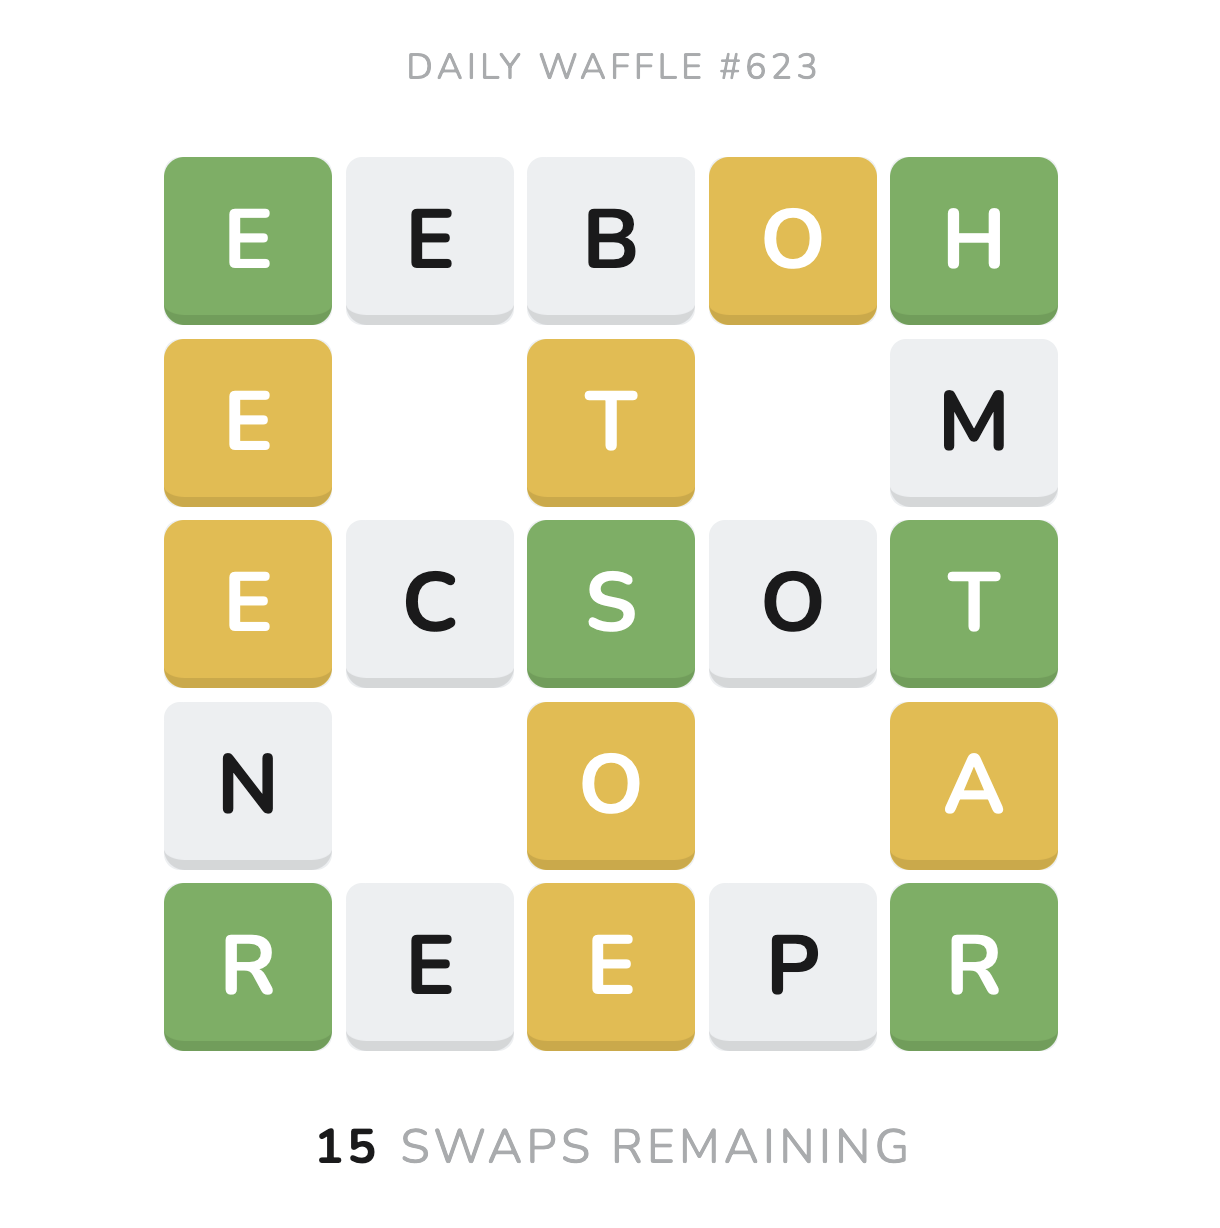 DAILY WAFFLE #623
E E B O H
E T M
E C S O T
N O A
R E E P R
15 SWAPS REMAINING